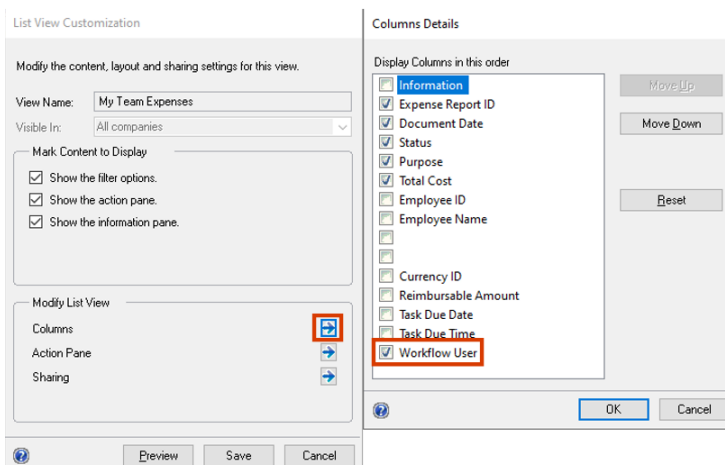 List View Customization
Modify the content, layout and sharing settings for this view.
View Name: My Team Expenses
Visible In: All companies
Mark Content to Display
Show the filter options.
Show the action pane.
Show the information pane.
Modify List View
Columns
Action Pane
Sharing
Preview Save Cancel
Columns Details
Display Columns in this order
Information
Expense Report ID
Document Date
Status
Purpose
Total Cost
Employee ID
Employee Name
Currency ID
Reimbursable Amount
Task Due Date
Task Due Time
Workflow User
Move Up
Move Down
Reset
OK Cancel